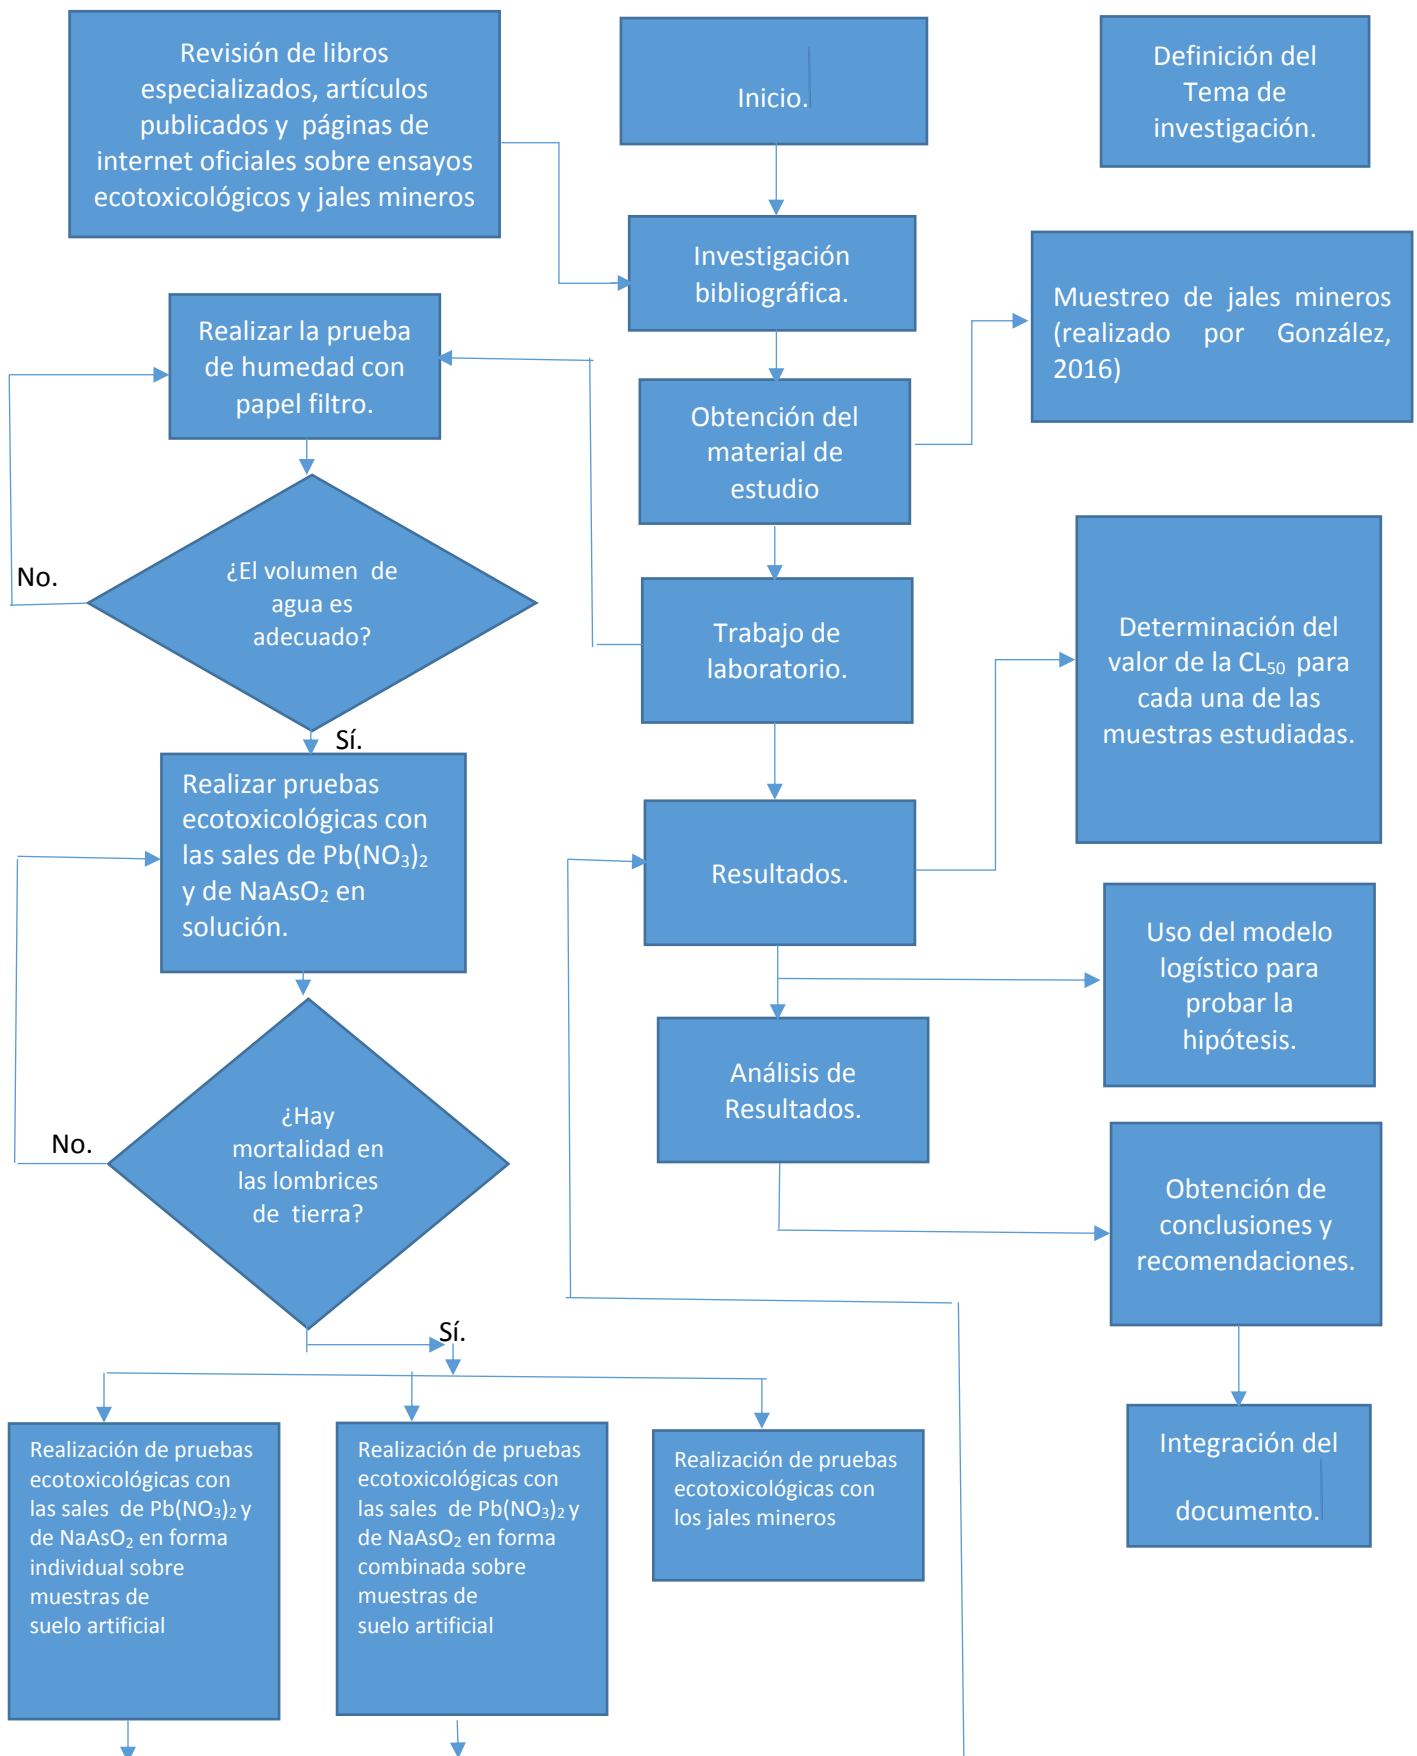 Revisión de libros
especializados, artículos
publicados y páginas de
internet oficiales sobre ensayos
ecotoxicológicos y jales mineros
Inicio.
Definición del
Tema de
investigación.
Investigación
bibliográfica.
Muestreo de jales mineros
(realizado por González,
2016)
Realizar la prueba
de humedad con
papel filtro.
Obtención del
material de
estudio
¿El volumen de
agua es
adecuado?
No.
Sí.
Trabajo de
laboratorio.
Determinación del
valor de la CL₅₀ para
cada una de las
muestras estudiadas.
Realizar pruebas
ecotoxicológicas con
las sales de Pb(NO₃)₂
y de NaAsO₂ en
solución.
Resultados.
Uso del modelo
logístico para
probar la
hipótesis.
Análisis de
Resultados.
¿Hay
mortalidad en
las lombrices
de tierra?
No.
Sí.
Obtención de
conclusiones y
recomendaciones.
Realización de pruebas
ecotoxicológicas con
las sales de Pb(NO₃)₂ y
de NaAsO₂ en forma
individual sobre
muestras de
suelo artificial
Realización de pruebas
ecotoxicológicas con
las sales de Pb(NO₃)₂ y
de NaAsO₂ en forma
combinada sobre
muestras de
suelo artificial
Realización de pruebas
ecotoxicológicas con
los jales mineros
Integración del
documento.